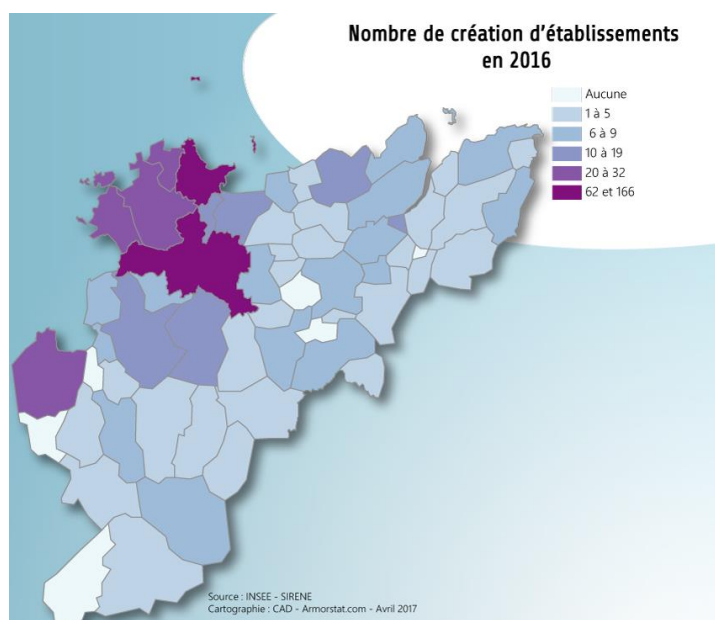 Nombre de création d'établissements
en 2016
Aucune
1 à 5
6 à 9
10 à 19
20 à 32
62 et 166
Source : INSEE - SIRENE
Cartographie : CAD - Armorstat.com - Avril 2017